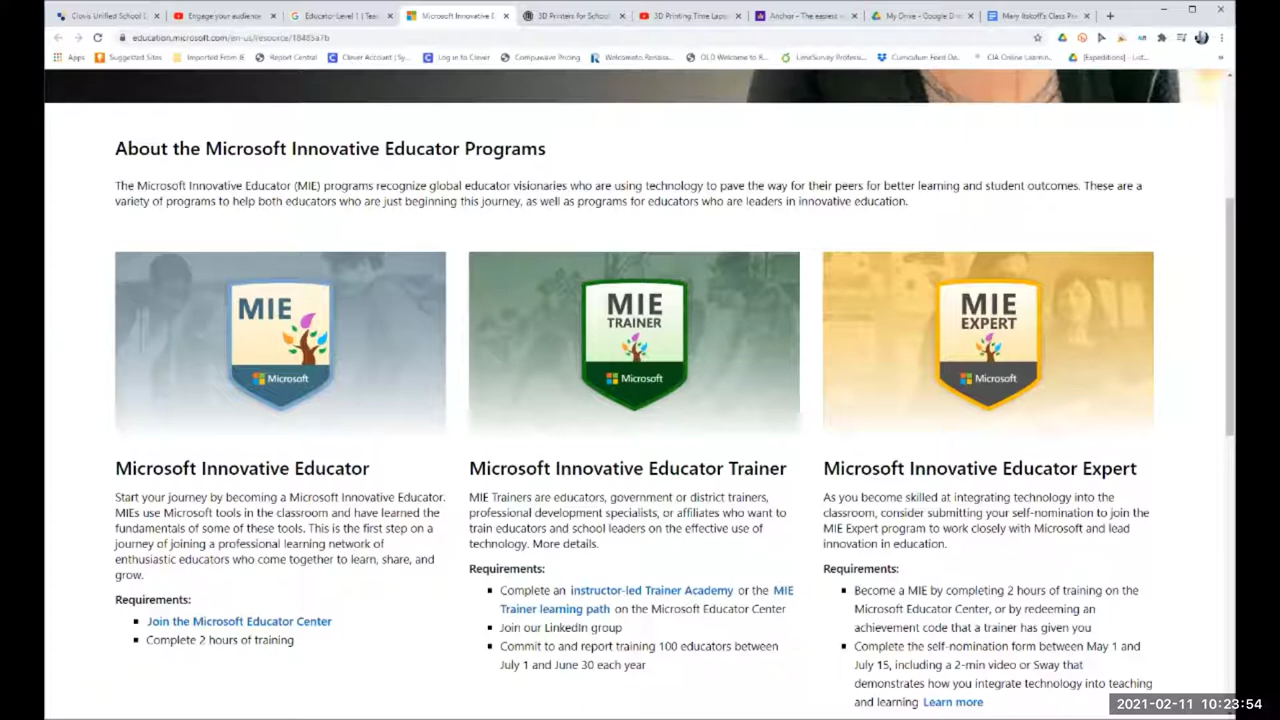 Clovis Unified School D
Engage your audience
Educator-Level 1 | Teac
Microsoft Innovative E
3D Printers for School
3D Printing Time Laps
Anchor - The easiest w
My Drive - Google Dri
Mary Itskoff's Class Pr
education.microsoft.com/en-us/resource/18485a7b
Apps
Suggested Sites
Imported From IE
Report Central
Clever Account | Sy...
Log in to Clever
Compuwave Pricing
Welcome to Renais...
OLD Welcome to R...
LimeSurvey Profess...
Curriculum Feed De...
CIA Online Learnin...
[Expeditions] - List...
About the Microsoft Innovative Educator Programs
The Microsoft Innovative Educator (MIE) programs recognize global educator visionaries who are using technology to pave the way for their peers for better learning and student outcomes. These are a
variety of programs to help both educators who are just beginning this journey, as well as programs for educators who are leaders in innovative education.
MIE
Microsoft
MIE
TRAINER
Microsoft
MIE
EXPERT
Microsoft
Microsoft Innovative Educator
Start your journey by becoming a Microsoft Innovative Educator.
MIEs use Microsoft tools in the classroom and have learned the
fundamentals of some of these tools. This is the first step on a
journey of joining a professional learning network of
enthusiastic educators who come together to learn, share, and
grow.
Requirements:
Join the Microsoft Educator Center
Complete 2 hours of training
Microsoft Innovative Educator Trainer
MIE Trainers are educators, government or district trainers,
professional development specialists, or affiliates who want to
train educators and school leaders on the effective use of
technology. More details.
Requirements:
Complete an instructor-led Trainer Academy or the MIE
Trainer learning path on the Microsoft Educator Center
Join our LinkedIn group
Commit to and report training 100 educators between
July 1 and June 30 each year
Microsoft Innovative Educator Expert
As you become skilled at integrating technology into the
classroom, consider submitting your self-nomination to join the
MIE Expert program to work closely with Microsoft and lead
innovation in education.
Requirements:
Become a MIE by completing 2 hours of training on the
Microsoft Educator Center, or by redeeming an
achievement code that a trainer has given you
Complete the self-nomination form between May 1 and
July 15, including a 2-min video or Sway that
demonstrates how you integrate technology into teaching
and learning Learn more
2021-02-11 10:23:54